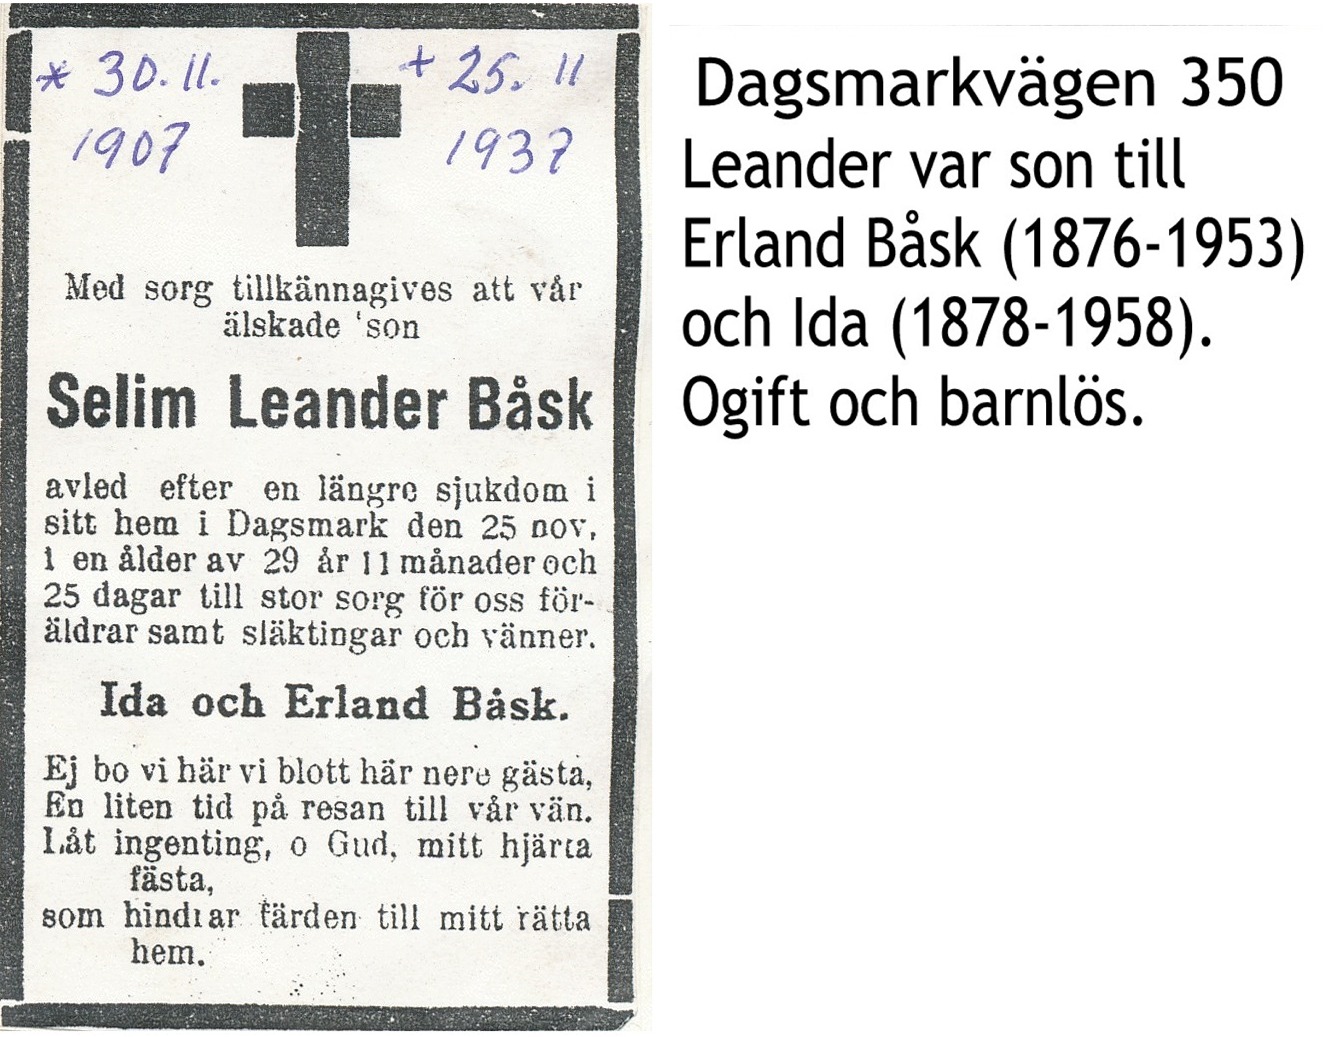 * 30.11.
1907
+ 25. 11
1937
Med sorg tillkännagives att vår
älskade son
Selim Leander Båsk
avled efter en längre sjukdom i
sitt hem i Dagsmark den 25 nov.
i en ålder av 29 år 11 månader och
25 dagar till stor sorg för oss för-
äldrar samt släktingar och vänner.
Ida och Erland Båsk.
Ej bo vi här vi blott här nere gästa,
En liten tid på resan till vår vän.
Låt ingenting, o Gud, mitt hjärta
fästa,
som hindrar färden till mitt rätta
hem.
Dagsmarkvägen 350
Leander var son till
Erland Båsk (1876-1953)
och Ida (1878-1958).
Ogift och barnlös.